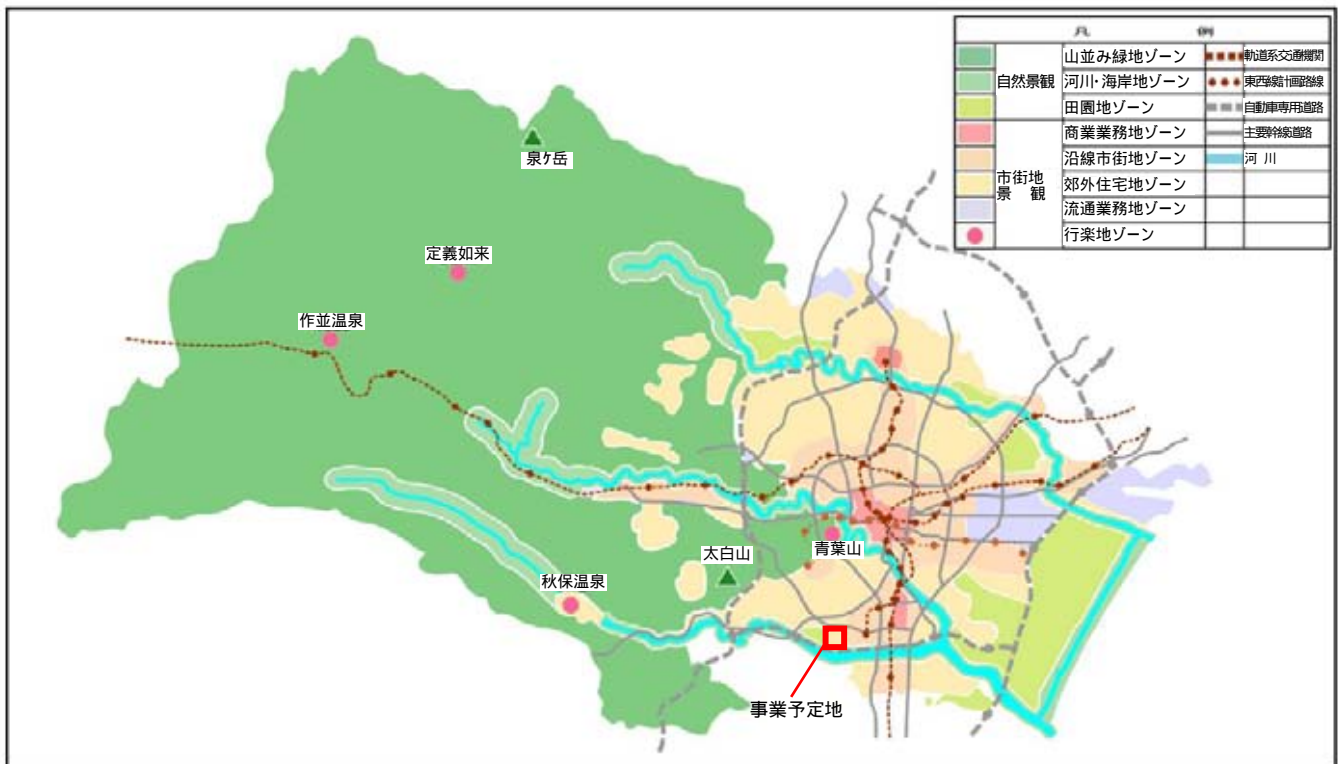 凡 例
山並み緑地ゾーン 軌道系交通機関
自然景観 河川・海岸地ゾーン 東西線計画路線
田園地ゾーン 自動車専用道路
商業業務地ゾーン 主要幹線道路
沿線市街地ゾーン 河 川
市街地
景 観
郊外住宅地ゾーン
流通業務地ゾーン
行楽地ゾーン
泉ケ岳
定義如来
作並温泉
太白山
青葉山
秋保温泉
事業予定地